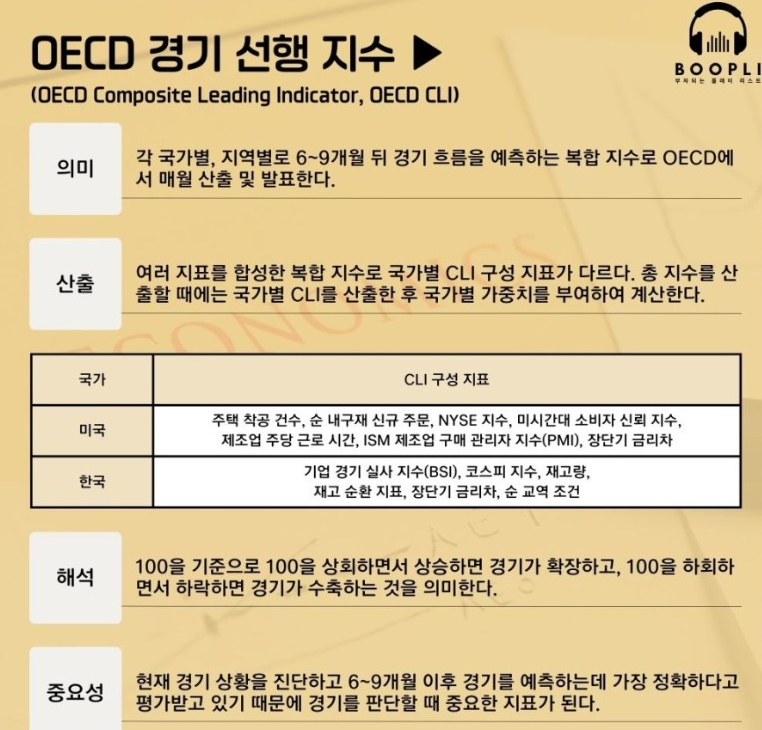 OECD 경기 선행 지수 ▶
BOOPLI
부자되는 플레이 리스트
(OECD Composite Leading Indicator, OECD CLI)
의미
각 국가별, 지역별로 6~9개월 뒤 경기 흐름을 예측하는 복합 지수로 OECD에
서 매월 산출 및 발표한다.
산출
여러 지표를 합성한 복합 지수로 국가별 CLI 구성 지표가 다르다. 총 지수를 산
출할 때에는 국가별 CLI를 산출한 후 국가별 가중치를 부여하여 계산한다.
ECONOMICS
국가
CLI 구성 지표
미국
주택 착공 건수, 순 내구재 신규 주문, NYSE 지수, 미시간대 소비자 신뢰 지수,
제조업 주당 근로 시간, ISM 제조업 구매 관리자 지수(PMI), 장단기 금리차
한국
기업 경기 실사 지수(BSI), 코스피 지수, 재고량,
재고 순환 지표, 장단기 금리차, 순 교역 조건
해석
100을 기준으로 100을 상회하면서 상승하면 경기가 확장하고, 100을 하회하
면서 하락하면 경기가 수축하는 것을 의미한다.
중요성
현재 경기 상황을 진단하고 6~9개월 이후 경기를 예측하는데 가장 정확하다고
평가받고 있기 때문에 경기를 판단할 때 중요한 지표가 된다.